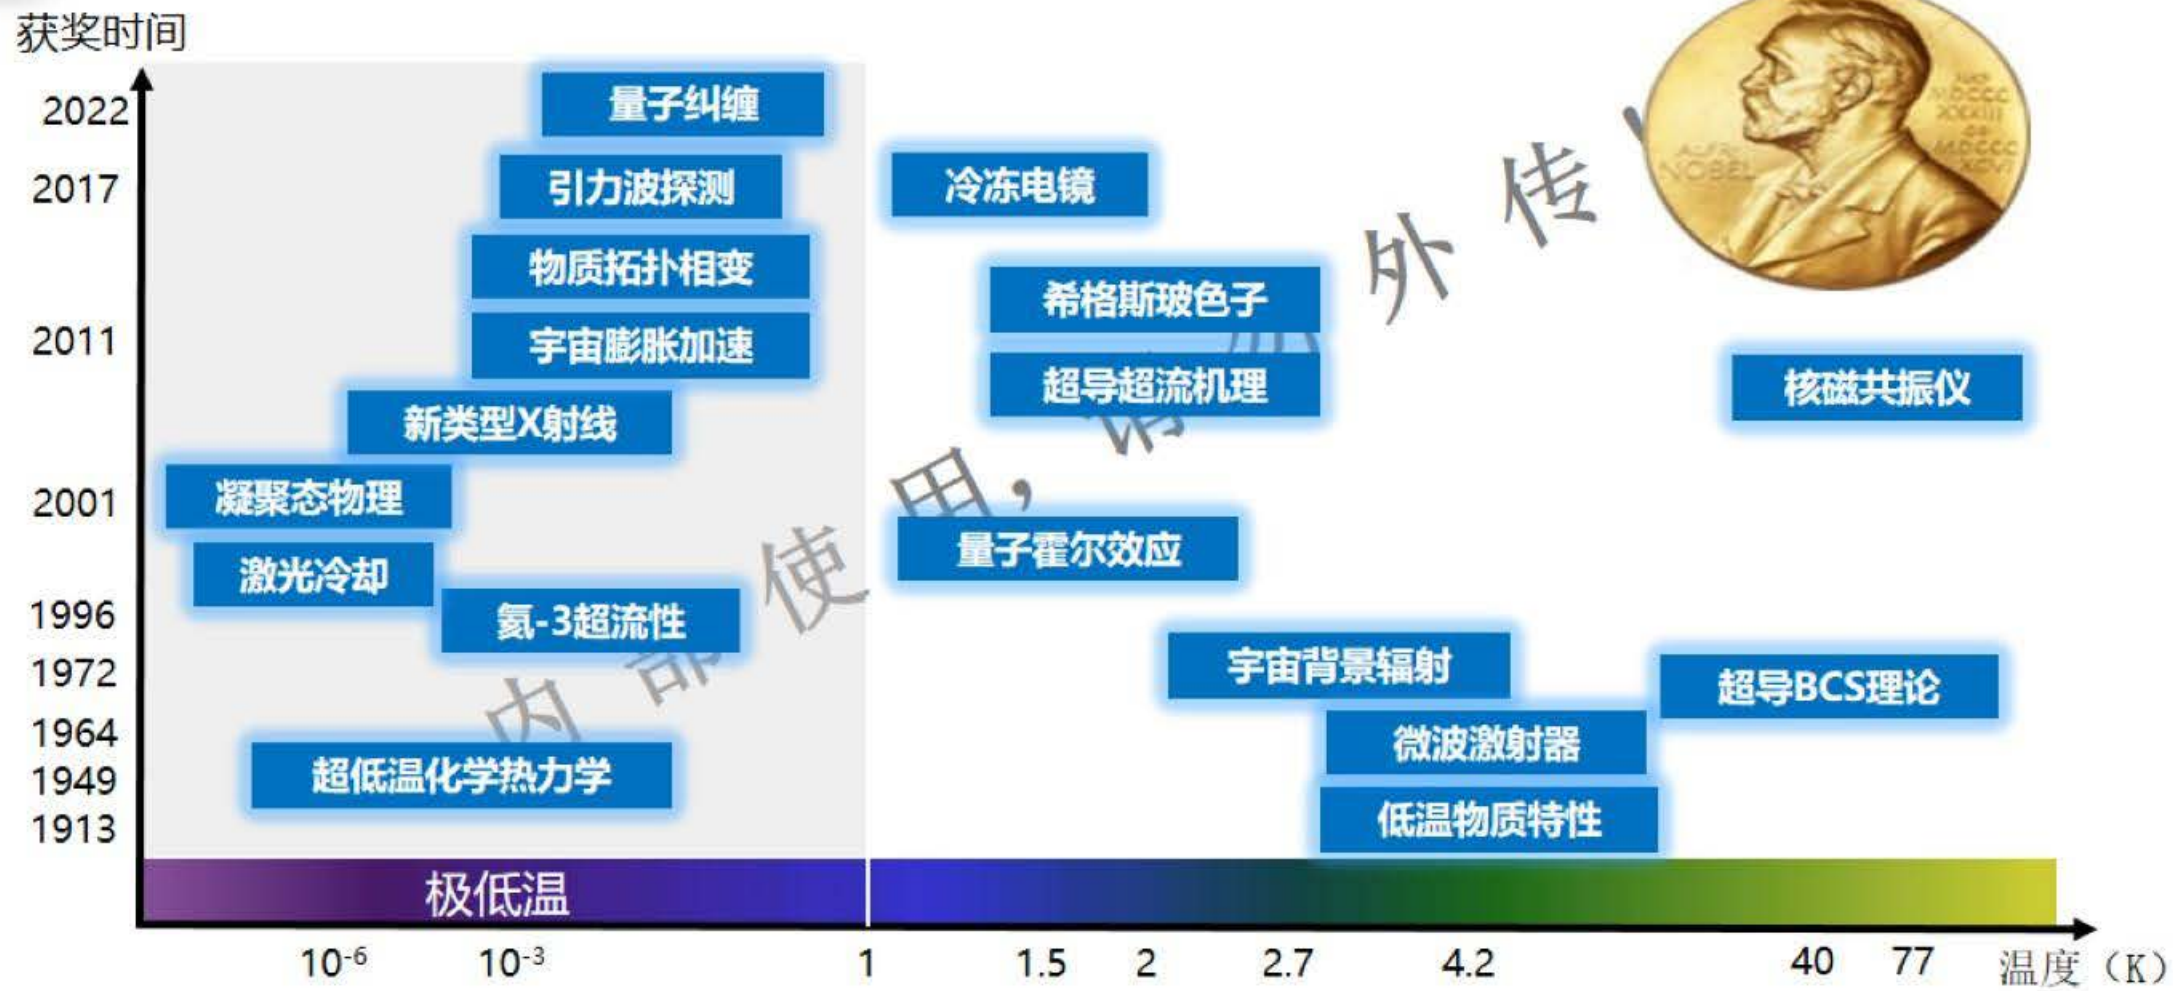 获奖时间
2022
量子纠缠
2017
引力波探测
冷冻电镜
物质拓扑相变
希格斯玻色子
2011
宇宙膨胀加速
超导超流机理
核磁共振仪
新类型X射线
2001
凝聚态物理
量子霍尔效应
激光冷却
1996
氦-3超流性
1972
宇宙背景辐射
超导BCS理论
1964
微波激射器
1949
超低温化学热力学
1913
低温物质特性
极低温
10-6
10-3
1
1.5
2
2.7
4.2
40
77
温度（K）
内部使用，请勿外传，
NOBEL